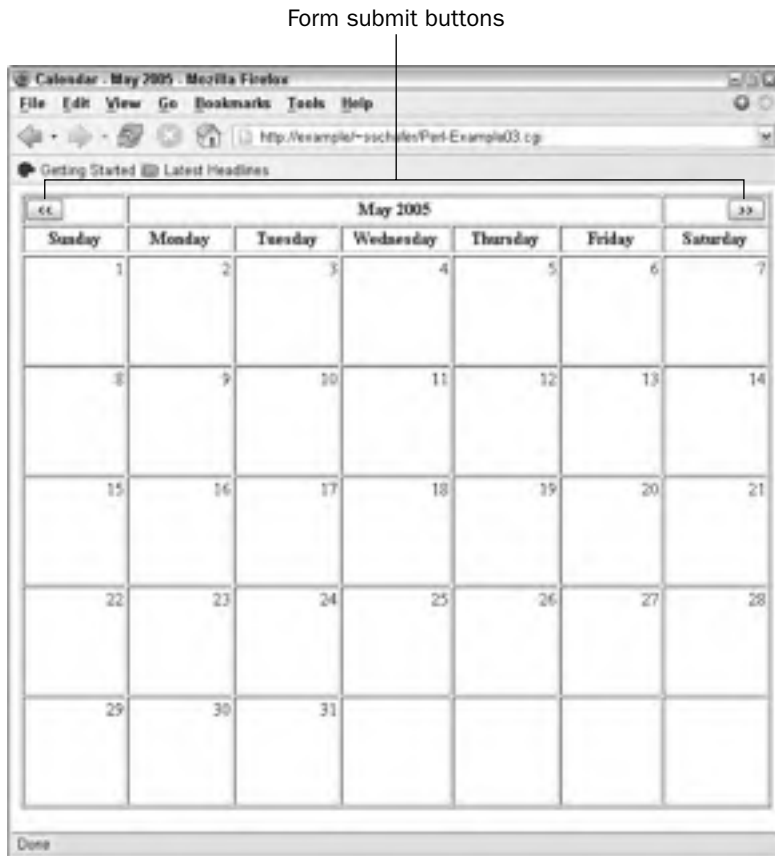 Form submit buttons
Calendar - May 2005 - Mozilla Firefox
File Edit View Go Bookmarks Tools Help
http://example/~sschafer/Perl-Example03.cgi
Getting Started Latest Headlines
<< May 2005 >>
Sunday Monday Tuesday Wednesday Thursday Friday Saturday
1 2 3 4 5 6 7
8 9 10 11 12 13 14
15 16 17 18 19 20 21
22 23 24 25 26 27 28
29 30 31
Done